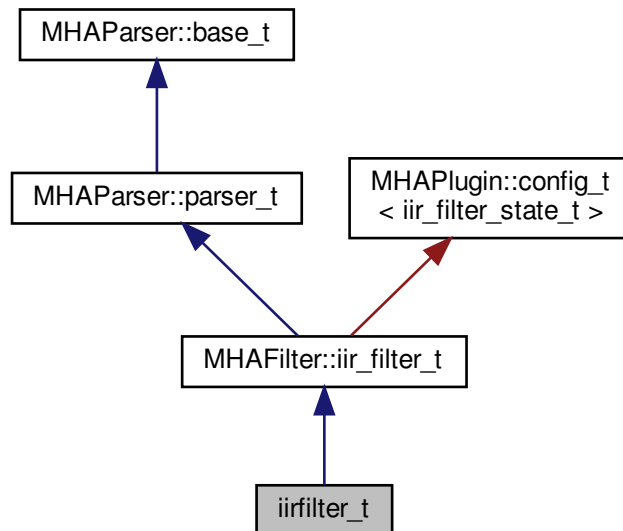 MHAParser::base_t
MHAParser::parser_t
MHAPlugin::config_t
< iir_filter_state_t >
MHAFilter::iir_filter_t
iirfilter_t